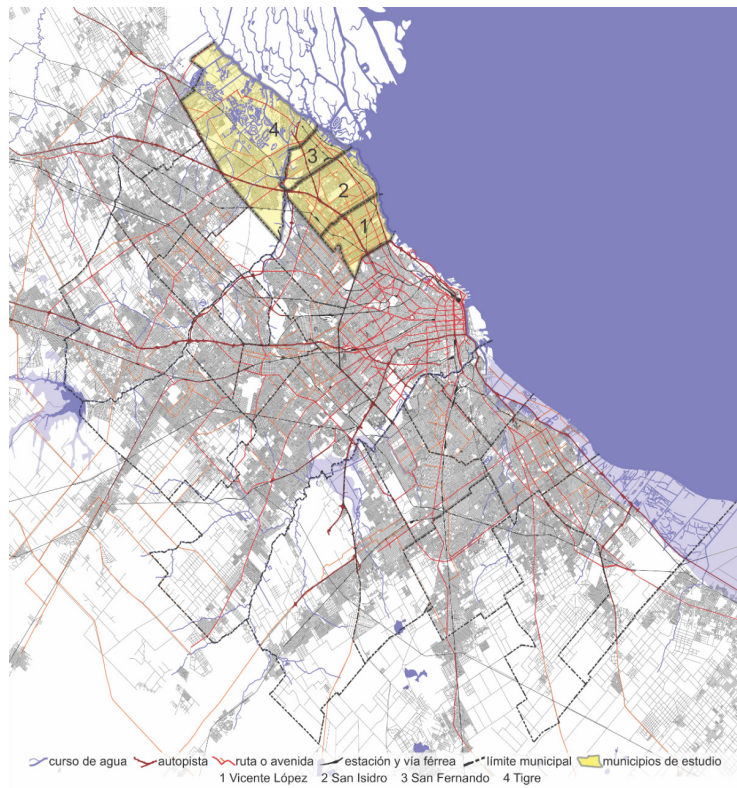 4
3
2
1
curso de agua autopista ruta o avenida estación y vía férrea límite municipal municipios de estudio
1 Vicente López 2 San Isidro 3 San Fernando 4 Tigre